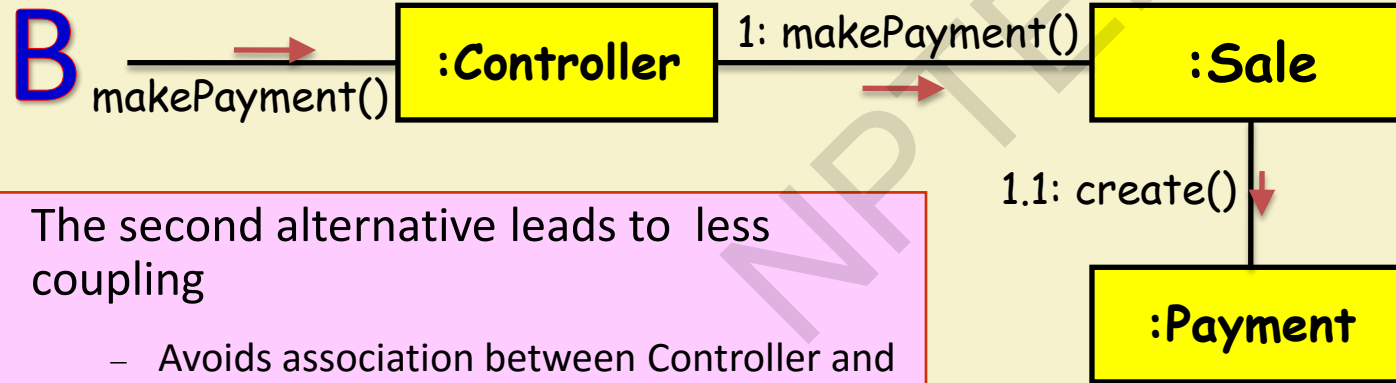 B
makePayment()
:Controller
1: makePayment()
:Sale
1.1: create()
:Payment
The second alternative leads to less
coupling
– Avoids association between Controller and
NPTE